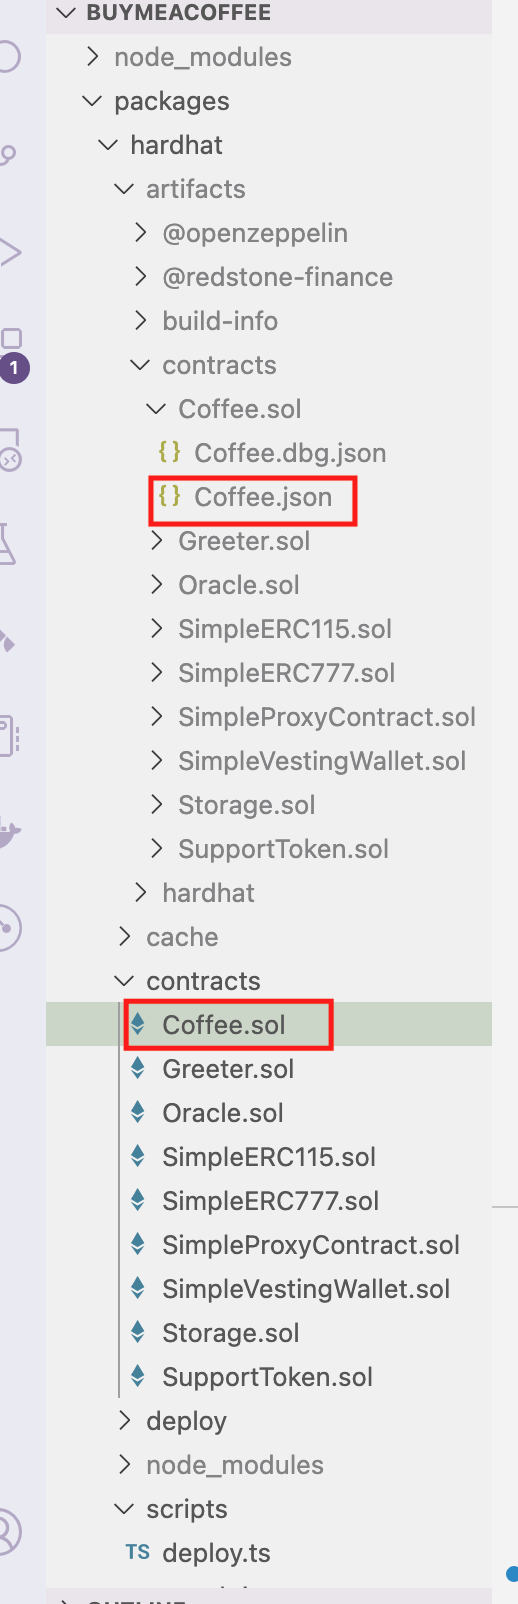 BUYMEACOFFEE
node_modules
packages
hardhat
artifacts
@openzeppelin
@redstone-finance
build-info
contracts
1
Coffee.sol
{} Coffee.dbg.json
{} Coffee.json
Greeter.sol
Oracle.sol
SimpleERC115.sol
SimpleERC777.sol
SimpleProxyContract.sol
SimpleVestingWallet.sol
Storage.sol
SupportToken.sol
hardhat
cache
contracts
Coffee.sol
Greeter.sol
Oracle.sol
SimpleERC115.sol
SimpleERC777.sol
SimpleProxyContract.sol
SimpleVestingWallet.sol
Storage.sol
SupportToken.sol
deploy
node_modules
scripts
TS deploy.ts
OUTLINE